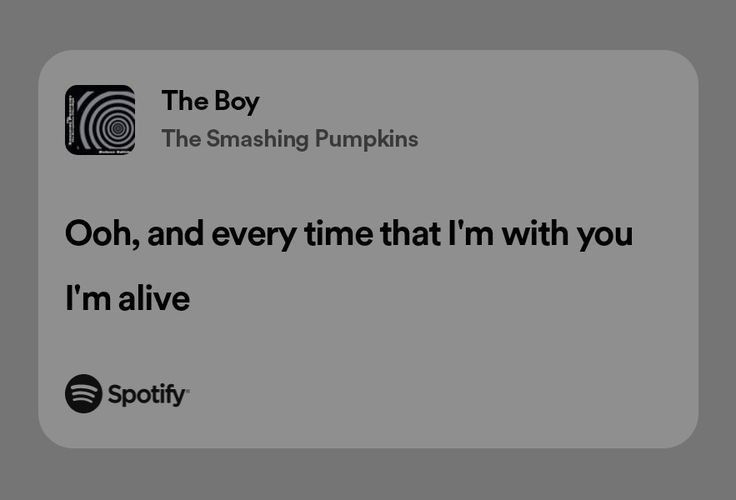 The Boy
The Smashing Pumpkins
Ooh, and every time that I'm with you
I'm alive
Spotify